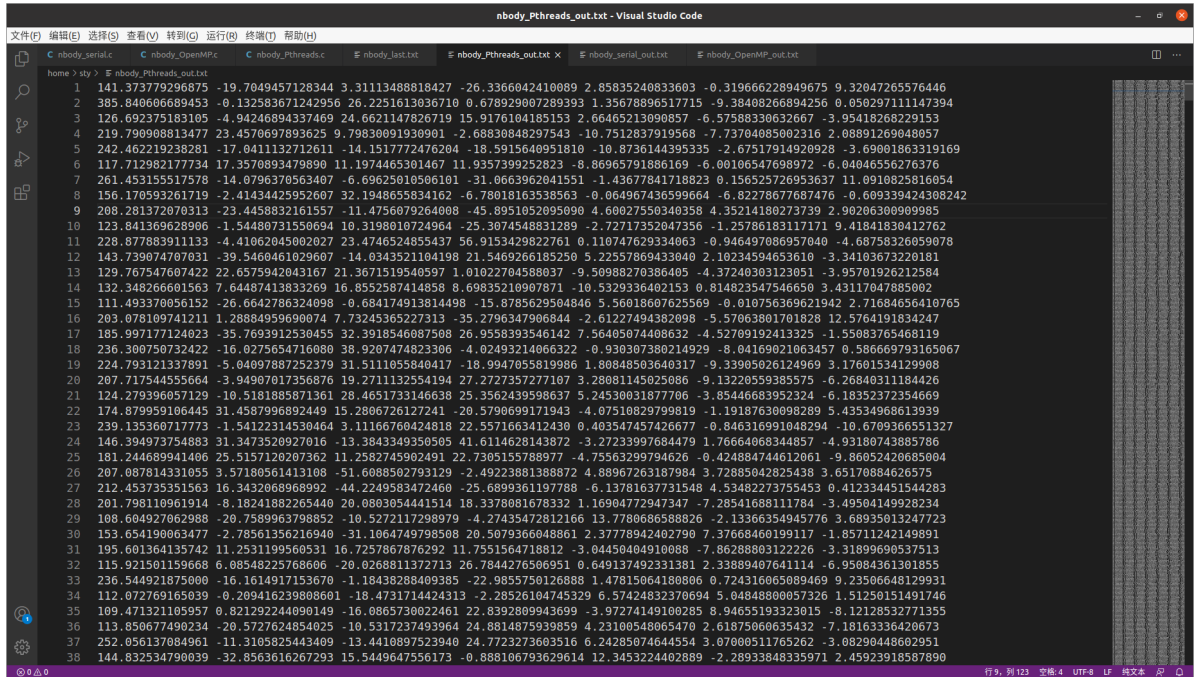 nbody_Pthreads_out.txt - Visual Studio Code
文件(F) 编辑(E) 选择(S) 查看(V) 转到(G) 运行(R) 终端(T) 帮助(H)
C nbody_serial.c C nbody_OpenMP.c C nbody_Pthreads.c nbody_last.txt nbody_Pthreads_out.txt nbody_serial_out.txt nbody_OpenMP_out.txt
home > sty > nbody_Pthreads_out.txt
1 141.373779296875 -19.7049457128344 3.31113488818427 -26.3366042410089 2.85835240833603 -0.319666228949675 9.32047265576446
2 385.840606689453 -0.132583671242956 26.2251613036710 0.678929007289393 1.35678896517715 -9.38408266894256 0.050297111147394
3 126.692375183105 -4.94246894337469 24.6621147826719 15.9176104185153 2.66465213090857 -6.57588330632667 -3.95418268229153
4 219.790908813477 23.4570697893625 9.79830091930901 -2.68830848297543 -10.7512837919568 -7.73704085002316 2.08891269048057
5 242.462219238281 -17.0411132712611 -14.1517772476204 -18.5915640951810 -10.8736144395335 -2.67517914920928 -3.69001863319169
6 117.712982177734 17.3570893479890 11.1974465301467 11.9357399252823 -8.86965791886169 -6.00106547698972 -6.04046556276376
7 261.453155517578 -14.0796370563407 -6.69625010506101 -31.0663962041551 -1.43677841718823 0.156525726953637 11.0910825816054
8 156.170593261719 -2.41434425952607 32.1948655834162 -6.78018163538563 -0.064967436599664 -6.82278677687476 -0.609339424308242
9 208.281372070313 -23.4458832161557 -11.4756079264008 -45.8951052095090 4.60027550340358 4.35214180273739 2.90206300909985
10 123.841369628906 -1.54480731550694 10.3198010724964 -25.3074548831289 -2.72717352047356 -1.25786183117171 9.41841830412762
11 228.877883911133 -4.41062045002027 23.4746524855437 56.9153429822761 0.110747629334063 -0.946497086957040 -4.68758326059078
12 143.739074707031 -39.5460461029607 -14.0343521104198 21.5469266185250 5.22557869433040 2.10234594653610 -3.34103673220181
13 129.767547607422 22.6575942043167 21.3671519540597 1.01022704588037 -9.50988270386405 -4.37240303123051 -3.95701926212584
14 132.348266601563 7.64487413833269 16.8552587414858 8.69835210907871 -10.5329336402153 0.814823547546650 3.43117047885002
15 111.493370056152 -26.6642786324098 -0.684174913814498 -15.8785629504846 5.56018607625569 -0.010756369621942 2.71684656410765
16 203.078109741211 1.28884959690074 7.73245365227313 -35.2796347906844 -2.61227494382098 -5.57063801701828 12.5764191834247
17 185.997177124023 -35.7693912530455 32.3918546087508 26.9558393546142 7.56405074408632 -4.52709192413325 -1.55083765468119
18 236.300750732422 -16.0275654716080 38.9207474823306 -4.02493214066322 -0.930307380214929 -8.04169021063457 0.586669793165067
19 224.793121337891 -5.04097887252379 31.5111055840417 -18.9947055819986 1.80848503640317 -9.33905026124969 3.17601534129908
20 207.717544555664 -3.94907017356876 19.2711132554194 27.2727357277107 3.28081145025086 -9.13220559385575 -6.26840311184426
21 124.279396057129 -10.5181885871361 28.4651733146638 25.3562439598637 5.24530031877706 -3.85446683952324 -6.18352372354669
22 174.879959106445 31.4587996892449 15.2806726127241 -20.5790699171943 -4.07510829799819 -1.19187630098289 5.43534968613939
23 239.135360717773 -1.54122314530464 3.11166760424818 22.5571663412430 0.403547457426677 -0.846316991048244 -10.6709366551327
24 146.394973754883 31.3473520927016 -13.3843349350505 41.6114628143872 -3.27233997684479 1.76664068344857 -4.93180743885786
25 181.244689941406 25.5157120207362 11.2582745902491 22.7305155788977 -4.75563299794626 -0.424884744612061 -9.86052420685004
26 207.087814331055 3.57180561413108 -51.6088502793129 -2.49223881388872 4.88967263187984 3.72885042825438 3.65170884626575
27 212.453735351563 16.3432068968992 -44.2249583472460 -25.6899361197788 -6.13781637731548 4.53482273755453 0.412334451544283
28 201.798110961914 -8.18241882265440 20.0803054441514 18.3378081678332 1.16904772947347 -7.28541688111784 -3.49504149928234
29 108.604927062988 -20.7589963798852 -10.5272117298979 -4.27435472812166 13.7780686588826 -2.13366354945776 3.68935013247723
30 153.654190063477 -2.78561356216940 -31.1064749798508 20.5079366048861 2.37778942402790 7.37668460199117 -1.85711242149891
31 195.601364135742 11.2531199560531 16.7257867876292 11.7551564718812 -3.04450404910088 -7.86288803122226 -3.31899690537513
32 115.921501159668 6.08548225768606 -20.0268811372713 26.7844276506951 0.649137492331381 2.33889407641114 -6.95084361301855
33 236.544921875000 -16.1614917153670 -1.18438288409385 -22.9855750126888 1.47815064180806 0.724316065089469 9.23506648129931
34 112.072769165039 -0.209416239808601 -18.4731714424313 -2.28526104745329 6.57424832370694 5.04848800057326 1.51250151491746
35 109.471321105957 0.821292244090149 -16.0865730022461 22.8392809943699 -3.97274149100285 8.94655193323015 -8.12128532771355
36 113.850677490234 -20.5727624854025 -10.5317237493964 24.8814875939859 4.23100548065470 2.61875060635432 -7.18163336420673
37 252.056137084961 -11.3105825443409 -13.4410897523940 24.7723273603516 6.24285074644554 3.07000511765262 -3.08290448602951
38 144.832534790039 -32.8563616267293 15.5449647556173 -0.888106793629614 12.3453224402889 -2.28933848335971 2.45923918587890
0 0 行 9，列 123 空格: 4 UTF-8 LF 纯文本